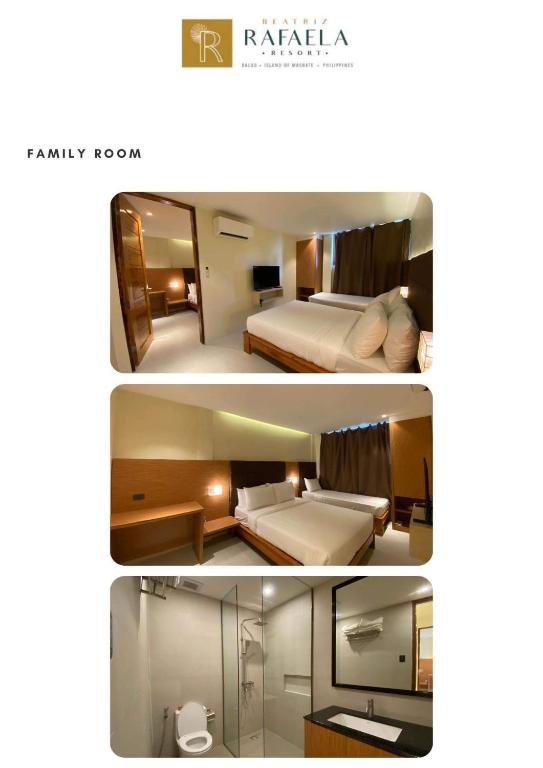 BEATRIZ
RAFAELA
• RESORT •
BALUD • ISLAND OF MASBATE • PHILIPPINES
FAMILY ROOM